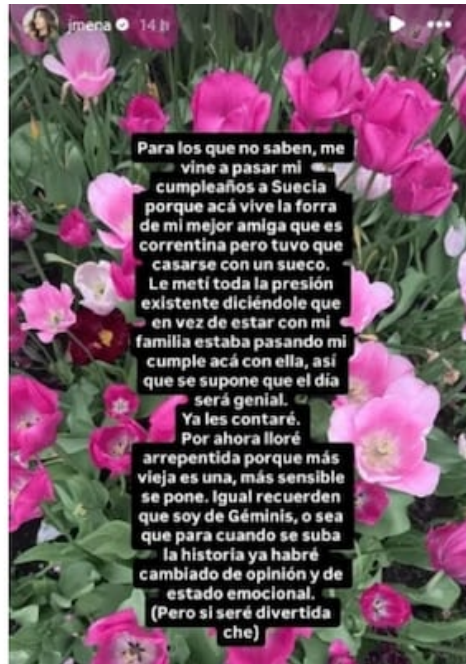 jmena 14 h
Para los que no saben, me
vine a pasar mi
cumpleaños a Suecia
porque acá vive la forra
de mi mejor amiga que es
correntina pero tuvo que
casarse con un sueco.
Le metí toda la presión
existente diciéndole que
en vez de estar con mi
familia estaba pasando mi
cumple acá con ella, así
que se supone que el día
será genial.
Ya les contaré.
Por ahora lloré
arrepentida porque más
vieja es una, más sensible
se pone. Igual recuerden
que soy de Géminis, o sea
que para cuando se suba
la historia ya habré
cambiado de opinión y de
estado emocional.
(Pero si seré divertida
che)